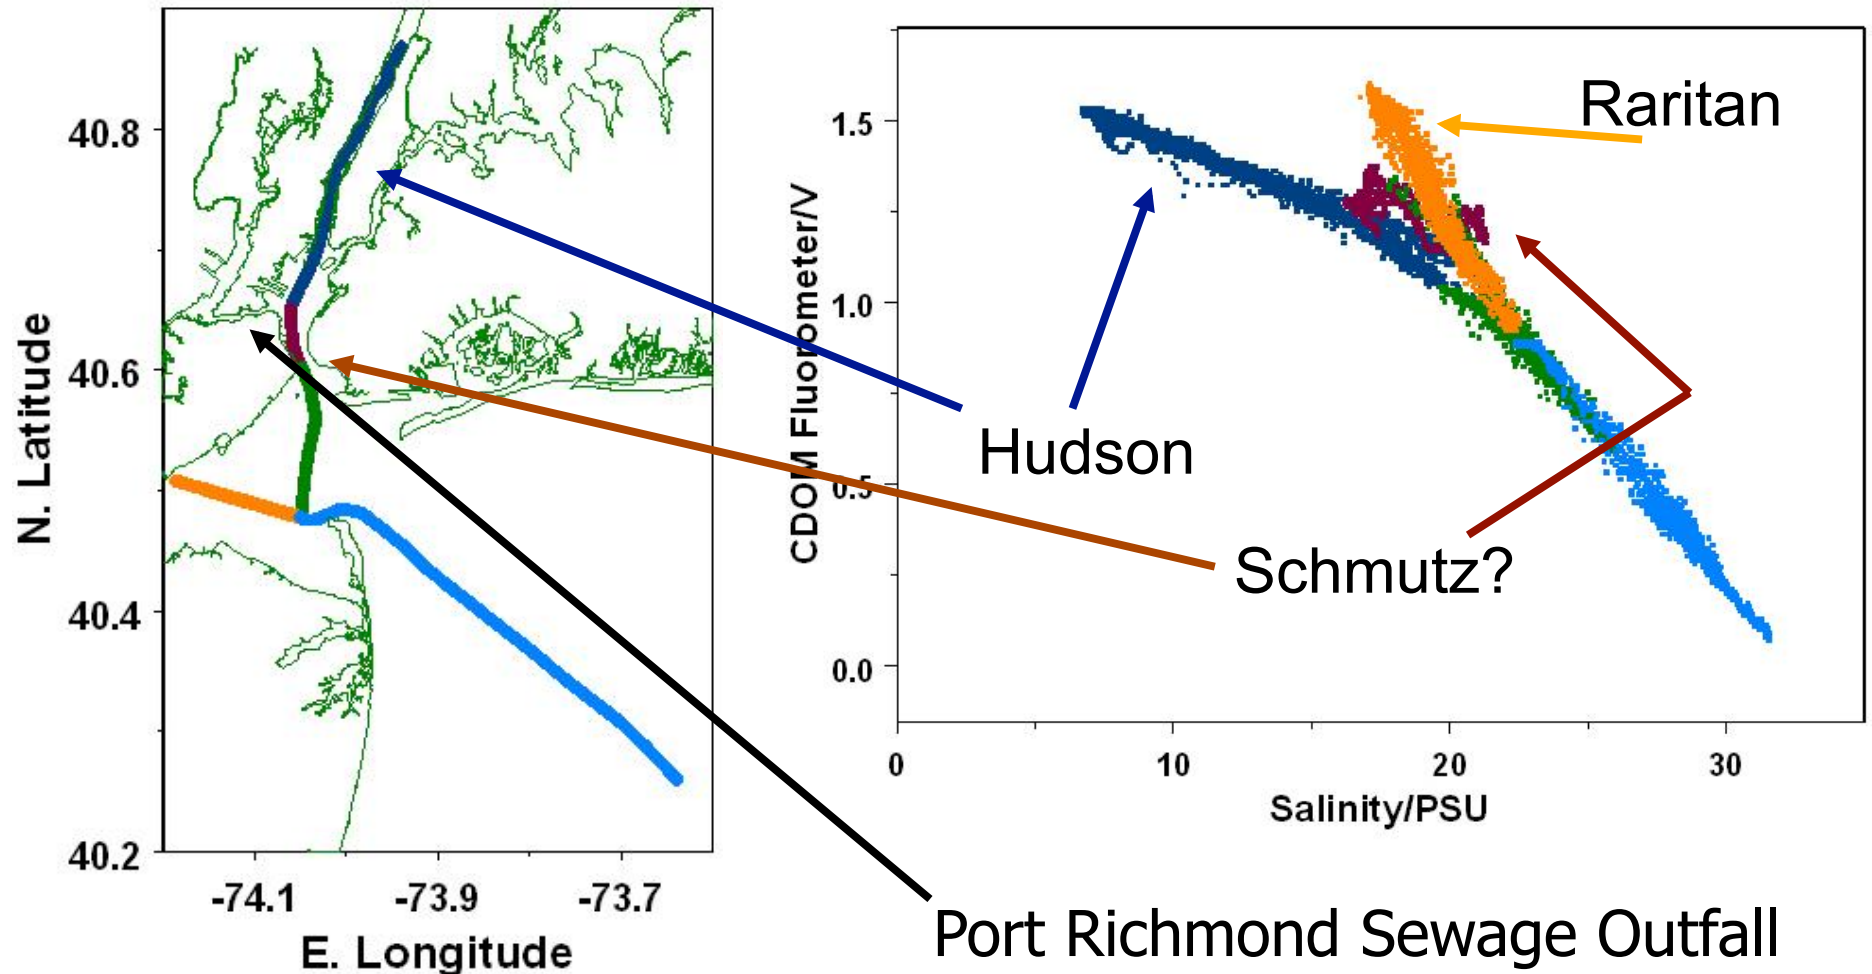 40.8
40.6
40.4
40.2
N. Latitude
-74.1
-73.9
-73.7
E. Longitude
1.5
1.0
0.5
0.0
CDOM Fluorometer/V
0
10
20
30
Salinity/PSU
Raritan
Hudson
Schmutz?
Port Richmond Sewage Outfall